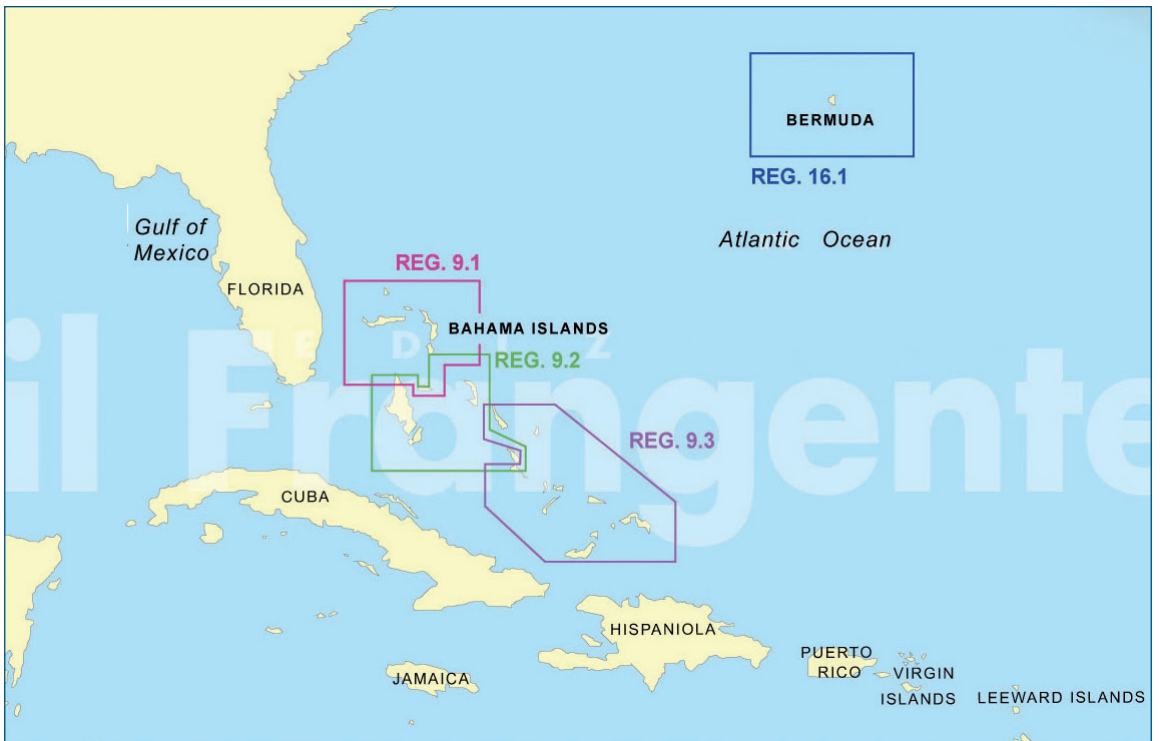 BERMUDA
REG. 16.1
Gulf of
Mexico
Atlantic Ocean
REG. 9.1
FLORIDA
BAHAMA ISLANDS
EDIZ
REG. 9.2
il Frangente
REG. 9.3
CUBA
HISPANIOLA
PUERTO
RICO
JAMAICA
VIRGIN
ISLANDS
LEEWARD ISLANDS